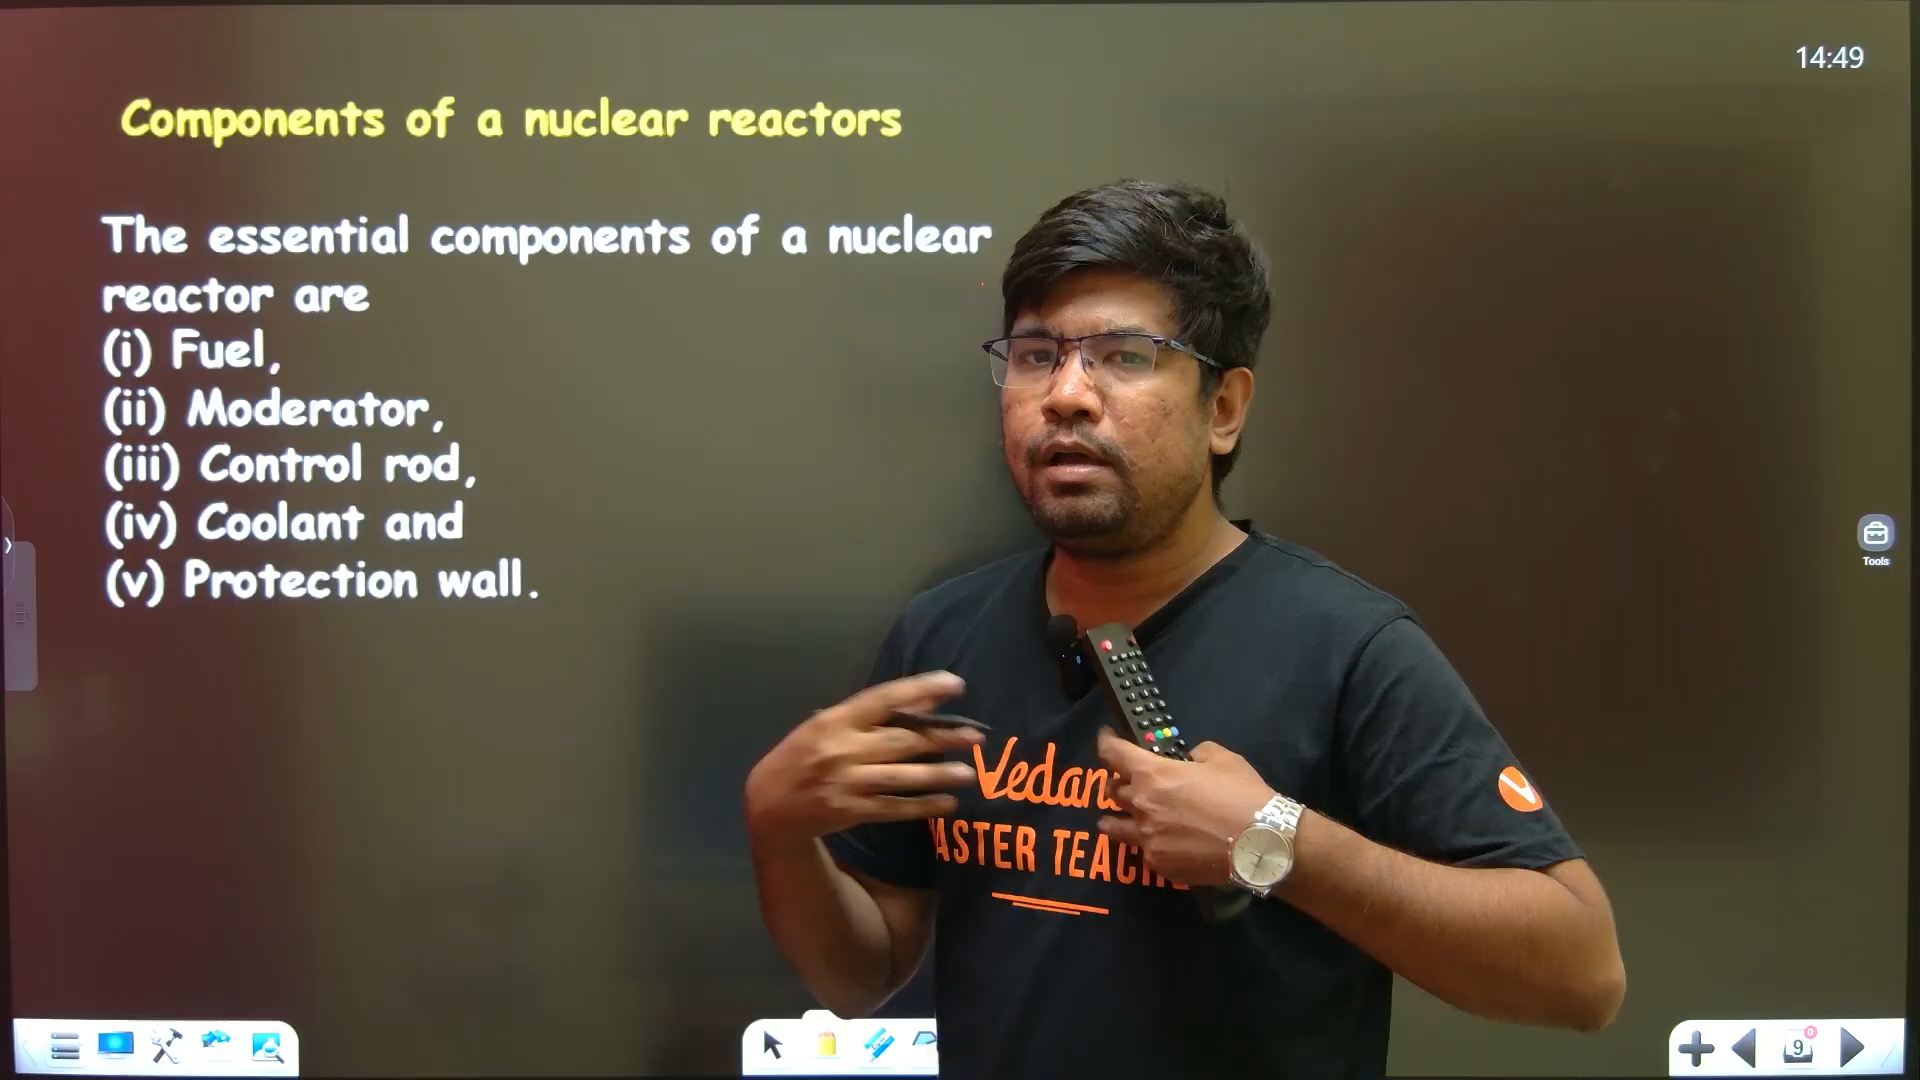 14:49
Components of a nuclear reactors
The essential components of a nuclear
reactor are
(i) Fuel,
(ii) Moderator,
(iii) Control rod,
(iv) Coolant and
(v) Protection wall.
Tools
9
0